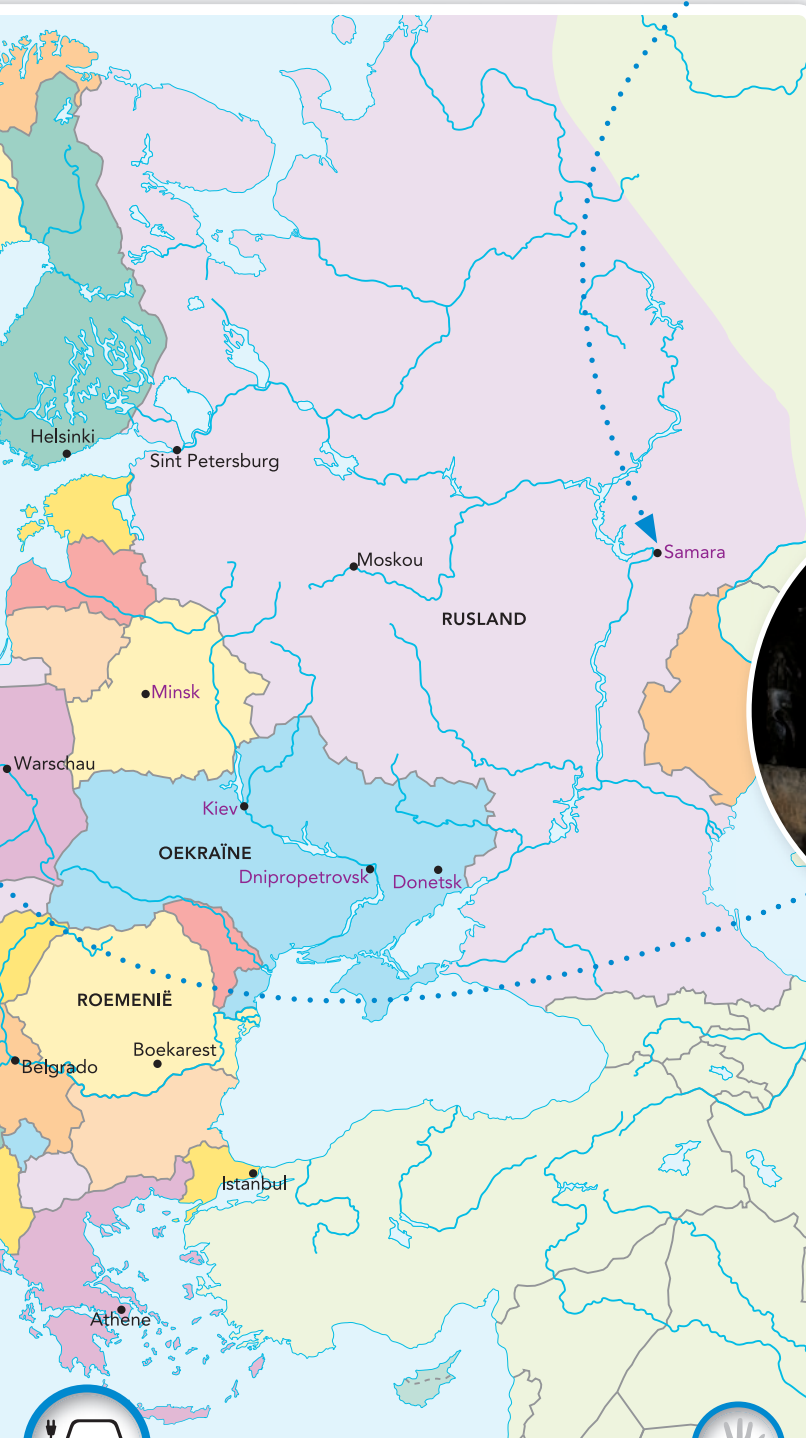 Helsinki
Sint Petersburg
Moskou
Samara
RUSLAND
Minsk
Warschau
Kiev
OEKRAÏNE
Dnipropetrovsk
Donetsk
ROEMENIË
Boekarest
Belgrado
Istanbul
Athene